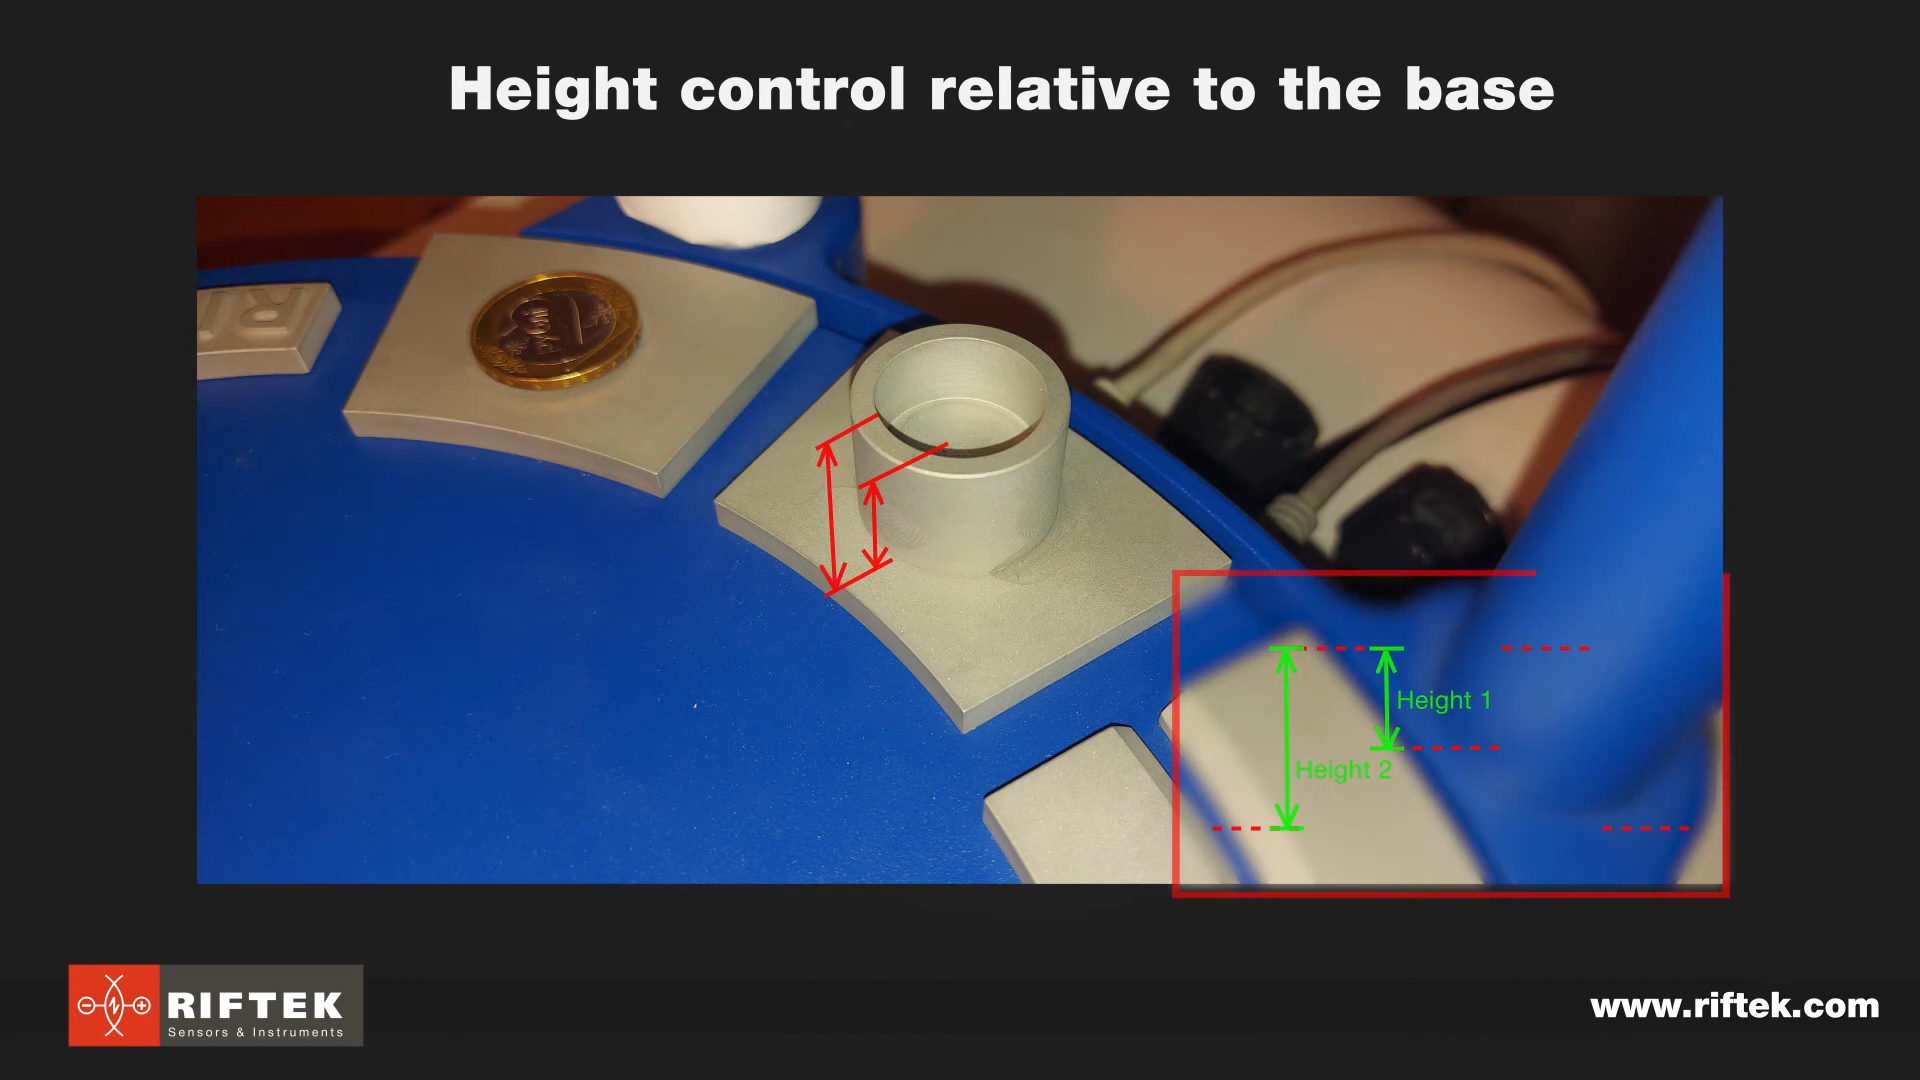 Height control relative to the base
Height 1
Height 2
RIFTEK
Sensors & Instruments
www.riftek.com